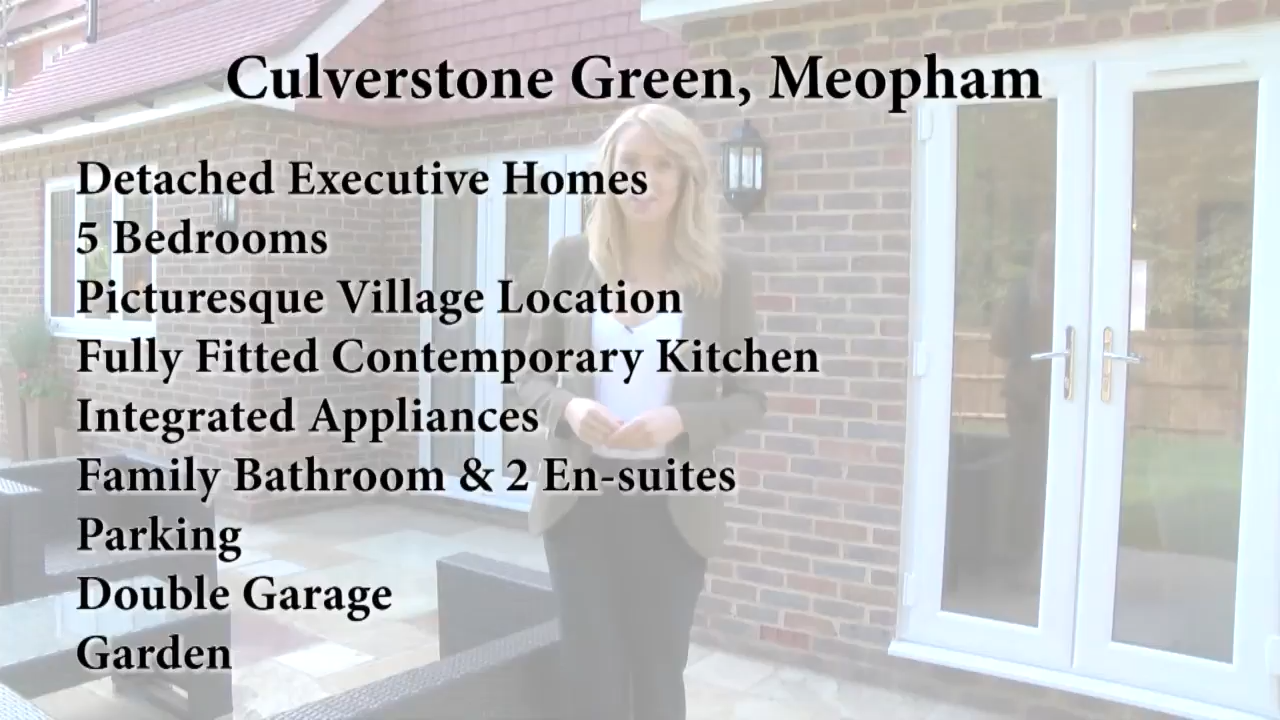 Culverstone Green, Meopham
Detached Executive Homes
5 Bedrooms
Picturesque Village Location
Fully Fitted Contemporary Kitchen
Integrated Appliances
Family Bathroom & 2 En-suites
Parking
Double Garage
Garden